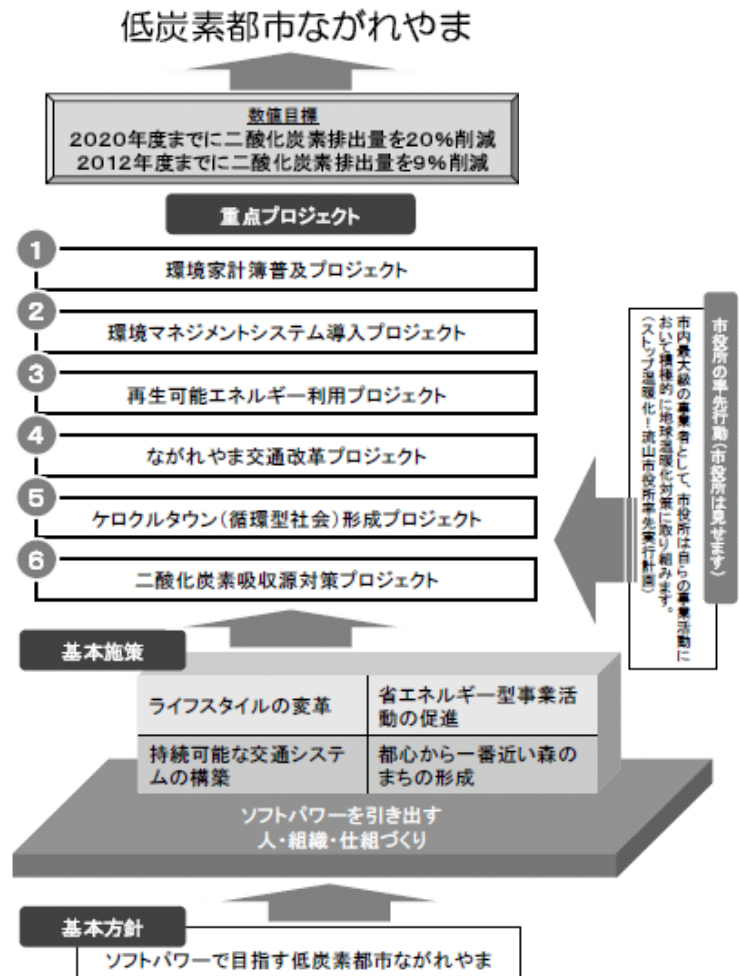 低炭素都市ながれやま
数値目標
2020年度までに二酸化炭素排出量を20%削減
2012年度までに二酸化炭素排出量を9%削減
重点プロジェクト
1
環境家計簿普及プロジェクト
2
環境マネジメントシステム導入プロジェクト
3
再生可能エネルギー利用プロジェクト
4
ながれやま交通改革プロジェクト
5
ケロクルタウン(循環型社会)形成プロジェクト
6
二酸化炭素吸収源対策プロジェクト
市役所の率先行動(市役所は見せます)
市内最大級の事業者として、市役所は自らの事業活動に
おいて積極的に地球温暖化対策に取り組みます。
(ストップ温暖化!流山市役所率先実行計画)
基本施策
ライフスタイルの変革
省エネルギー型事業活
動の促進
持続可能な交通システ
ムの構築
都心から一番近い森の
まちの形成
ソフトパワーを引き出す
人・組織・仕組づくり
基本方針
ソフトパワーで目指す低炭素都市ながれやま